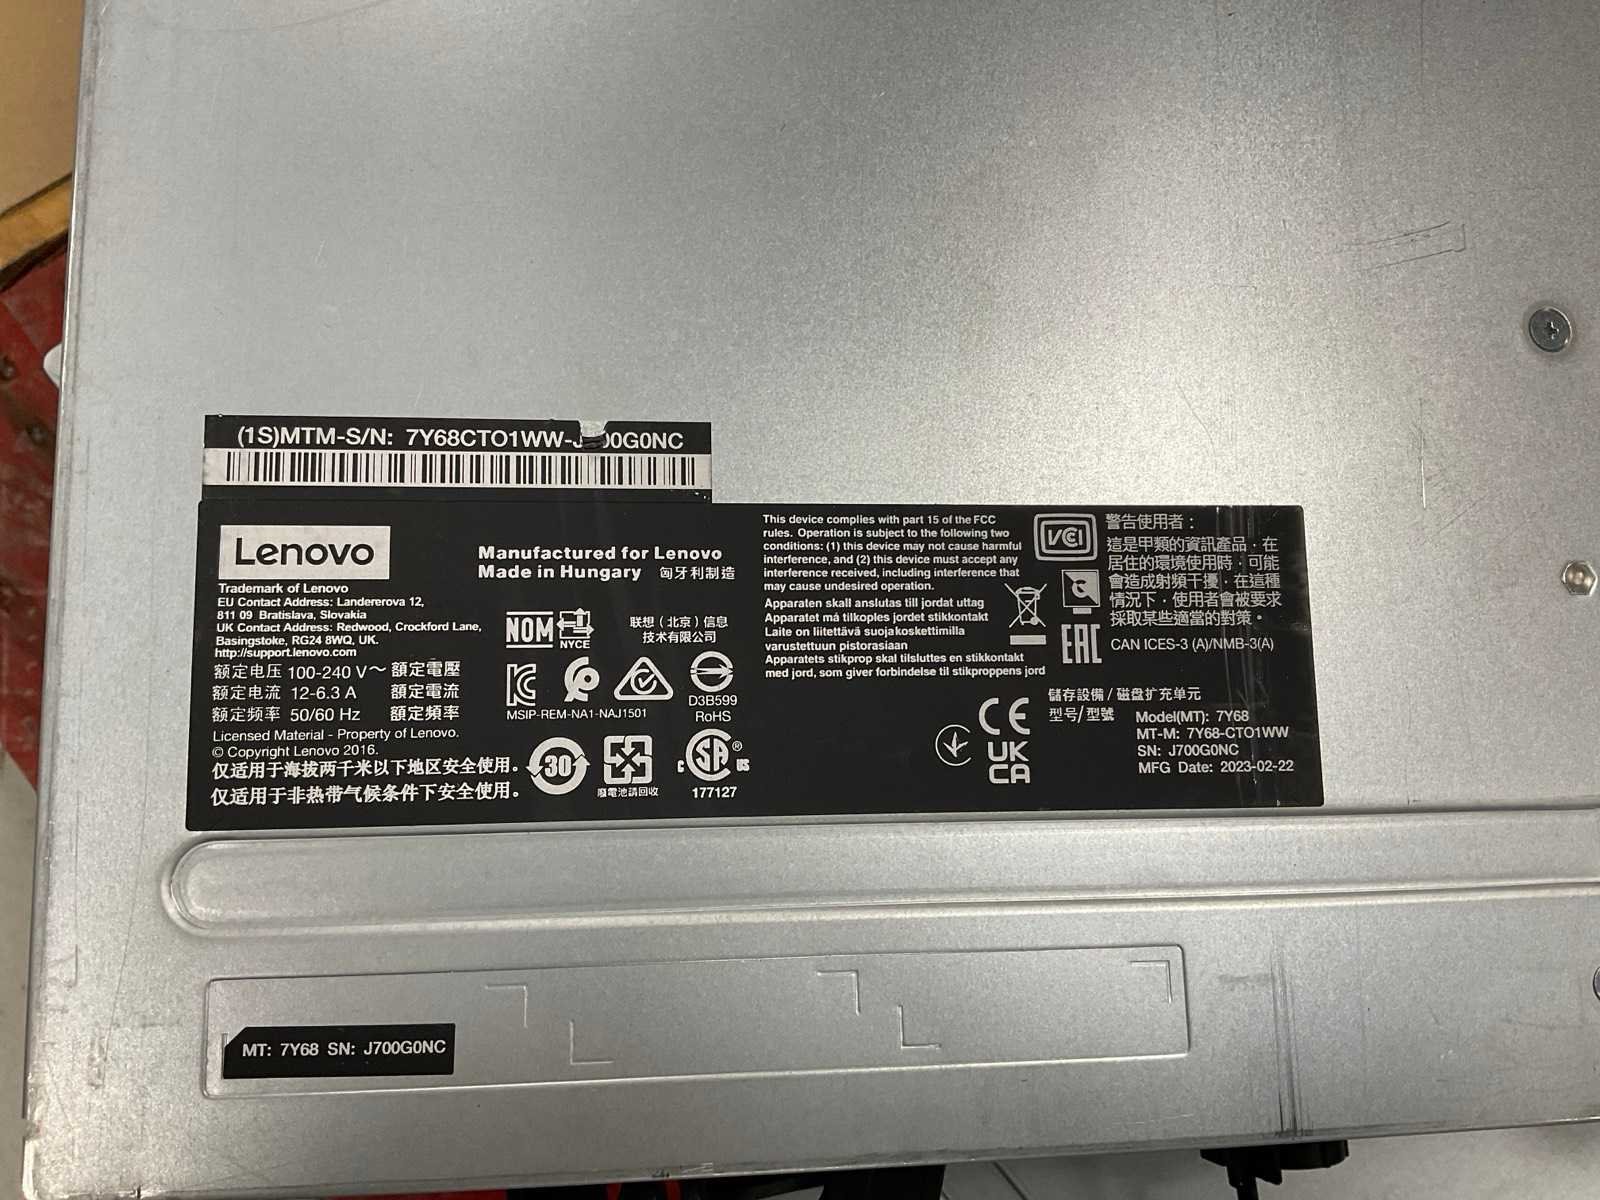 (1S)MTM-S/N: 7Y68CTO1WW-J 00G0NC
Lenovo
Trademark of Lenovo
EU Contact Address: Landererova 12,
811 09 Bratislava, Slovakia
UK Contact Address: Redwood, Crockford Lane,
Basingstoke, RG24 8WQ, UK.
http://support.lenovo.com
额定电压 100-240 V～ 額定電壓
额定电流 12-6.3 A 額定電流
额定频率 50/60 Hz 額定頻率
Licensed Material - Property of Lenovo.
© Copyright Lenovo 2016.
仅适用于海拔两千米以下地区安全使用。
仅适用于非热带气候条件下安全使用。
Manufactured for Lenovo
Made in Hungary 匈牙利制造
NOM
NYCE
联想（北京）信息
技术有限公司
MSIP-REM-NA1-NAJ1501
D3B599
RoHS
30
廢電池請回收
C SA ® US
177127
This device complies with part 15 of the FCC
rules. Operation is subject to the following two
conditions: (1) this device may not cause harmful
interference, and (2) this device must accept any
interference received, including interference that
may cause undesired operation.
Apparaten skall anslutas till jordat uttag
Apparatet må tilkoples jordet stikkontakt
Laite on liitettävä suojakoskettimilla
varustettuun pistorasiaan
Apparatets stikprop skal tilsluttes en stikkontakt
med jord, som giver forbindelse til stikproppens jord
VCI
EAC
警告使用者：
這是甲類的資訊產品，在
居住的環境使用時，可能
會造成射頻干擾，在這種
情況下，使用者會被要求
採取某些適當的對策。
CAN ICES-3 (A)/NMB-3(A)
CE
UK
CA
儲存設備 / 磁盘扩充单元
型号/型號 Model(MT): 7Y68
MT-M: 7Y68-CTO1WW
SN: J700G0NC
MFG Date: 2023-02-22
MT: 7Y68 SN: J700G0NC